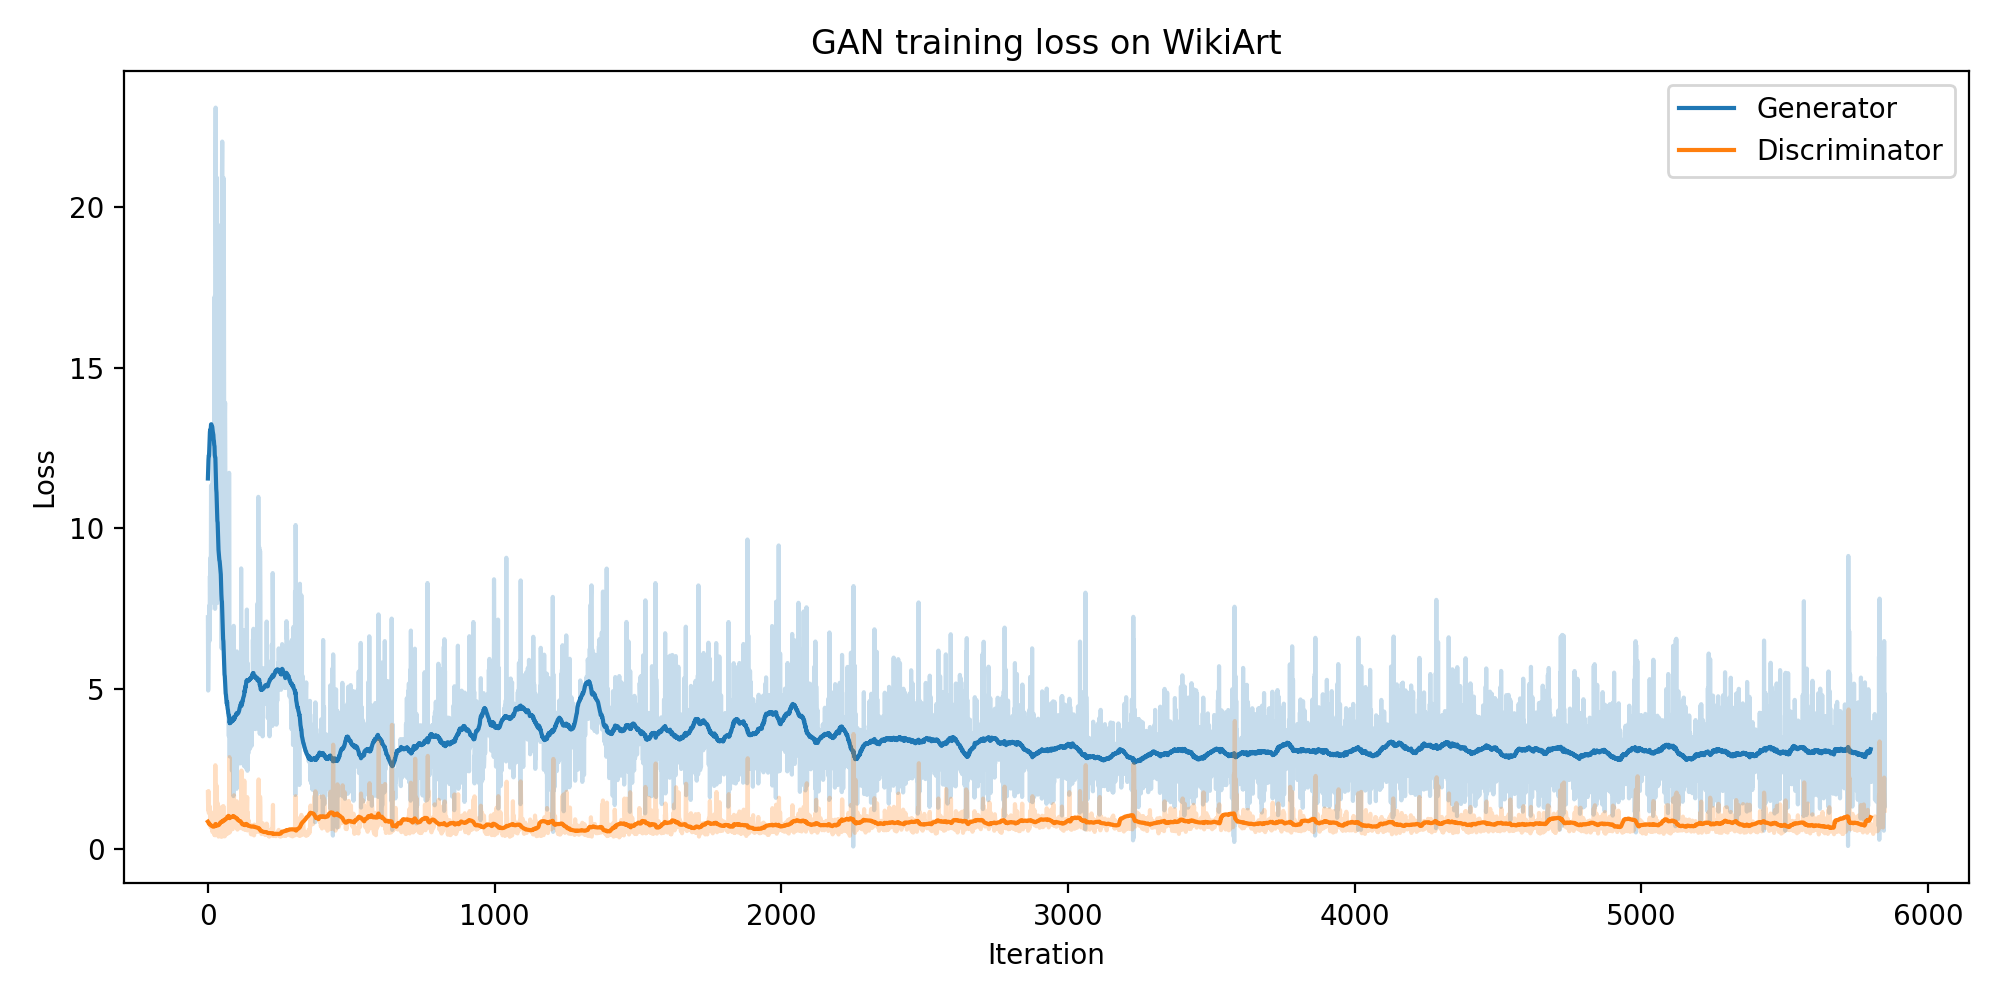 GAN training loss on WikiArt
Generator
Discriminator
Loss
20
15
10
5
0
0 1000 2000 3000 4000 5000 6000
Iteration